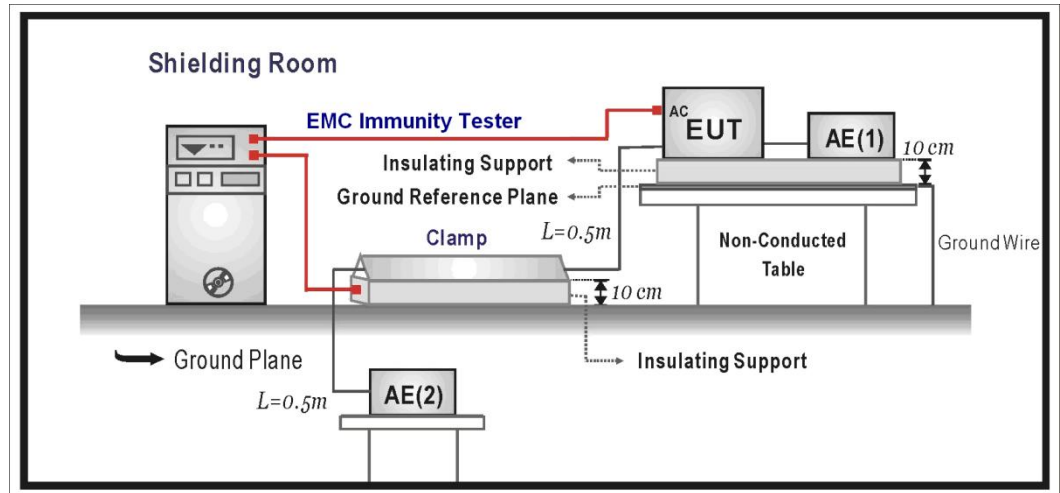 Shielding Room
EMC Immunity Tester
AC
EUT
AE(1)
10 cm
Insulating Support
Ground Reference Plane
L=0.5m
Clamp
Non-Conducted
Table
Ground Wire
10 cm
Ground Plane
Insulating Support
L=0.5m
AE(2)